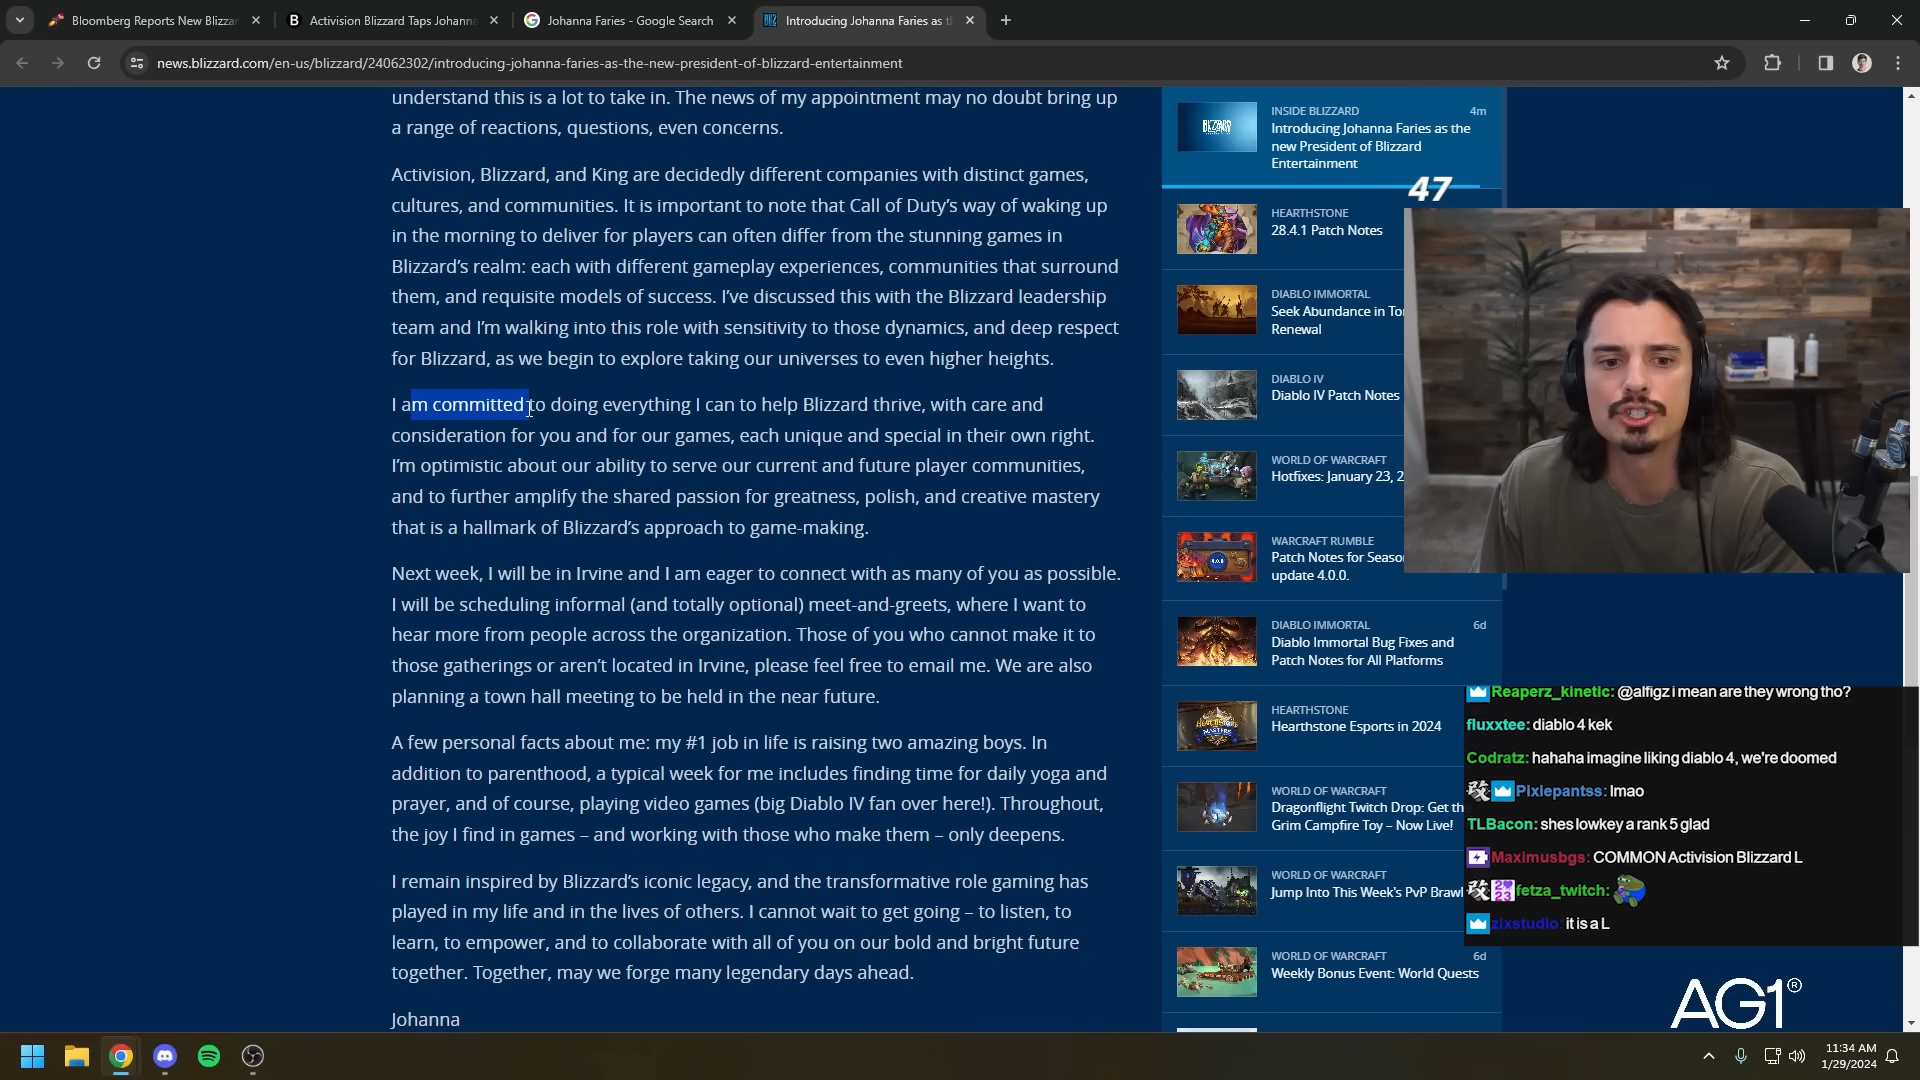 Bloomberg Reports New Blizza
Activision Blizzard Taps Johanna
Johanna Faries - Google Search
Introducing Johanna Faries as t
news.blizzard.com/en-us/blizzard/24062302/introducing-johanna-faries-as-the-new-president-of-blizzard-entertainment
understand this is a lot to take in. The news of my appointment may no doubt bring up
a range of reactions, questions, even concerns.
Activision, Blizzard, and King are decidedly different companies with distinct games,
cultures, and communities. It is important to note that Call of Duty’s way of waking up
in the morning to deliver for players can often differ from the stunning games in
Blizzard’s realm: each with different gameplay experiences, communities that surround
them, and requisite models of success. I’ve discussed this with the Blizzard leadership
team and I’m walking into this role with sensitivity to those dynamics, and deep respect
for Blizzard, as we begin to explore taking our universes to even higher heights.
I am committed to doing everything I can to help Blizzard thrive, with care and
consideration for you and for our games, each unique and special in their own right.
I’m optimistic about our ability to serve our current and future player communities,
and to further amplify the shared passion for greatness, polish, and creative mastery
that is a hallmark of Blizzard’s approach to game-making.
Next week, I will be in Irvine and I am eager to connect with as many of you as possible.
I will be scheduling informal (and totally optional) meet-and-greets, where I want to
hear more from people across the organization. Those of you who cannot make it to
those gatherings or aren’t located in Irvine, please feel free to email me. We are also
planning a town hall meeting to be held in the near future.
A few personal facts about me: my #1 job in life is raising two amazing boys. In
addition to parenthood, a typical week for me includes finding time for daily yoga and
prayer, and of course, playing video games (big Diablo IV fan over here!). Throughout,
the joy I find in games – and working with those who make them – only deepens.
I remain inspired by Blizzard’s iconic legacy, and the transformative role gaming has
played in my life and in the lives of others. I cannot wait to get going – to listen, to
learn, to empower, and to collaborate with all of you on our bold and bright future
together. Together, may we forge many legendary days ahead.
Johanna
INSIDE BLIZZARD 4m
Introducing Johanna Faries as the
new President of Blizzard
Entertainment
47
HEARTHSTONE
28.4.1 Patch Notes
DIABLO IMMORTAL
Seek Abundance in To
Renewal
DIABLO IV
Diablo IV Patch Notes
WORLD OF WARCRAFT
Hotfixes: January 23, 2
WARCRAFT RUMBLE
Patch Notes for Seaso
update 4.0.0.
DIABLO IMMORTAL 6d
Diablo Immortal Bug Fixes and
Patch Notes for All Platforms
HEARTHSTONE
Hearthstone Esports in 2024
WORLD OF WARCRAFT
Dragonflight Twitch Drop: Get th
Grim Campfire Toy – Now Live!
WORLD OF WARCRAFT
Jump Into This Week's PvP Brawl
WORLD OF WARCRAFT 6d
Weekly Bonus Event: World Quests
Reaperz_kinetic: @alfigz i mean are they wrong tho?
fluxxtee: diablo 4 kek
Codratz: hahaha imagine liking diablo 4, we're doomed
Pixiepantss: lmao
TLBacon: shes lowkey a rank 5 glad
Maximusbgs: COMMON Activision Blizzard L
fetza_twitch:
zixstudio: it is a L
AG1®
11:34 AM
1/29/2024